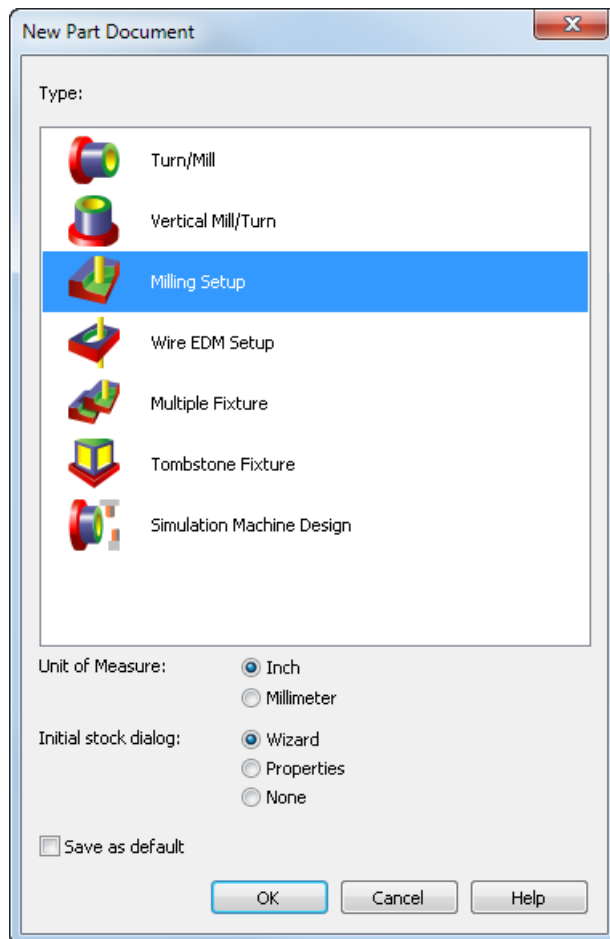 New Part Document
Type:
Turn/Mill
Vertical Mill/Turn
Milling Setup
Wire EDM Setup
Multiple Fixture
Tombstone Fixture
Simulation Machine Design
Unit of Measure: Inch
Millimeter
Initial stock dialog: Wizard
Properties
None
Save as default
OK Cancel Help